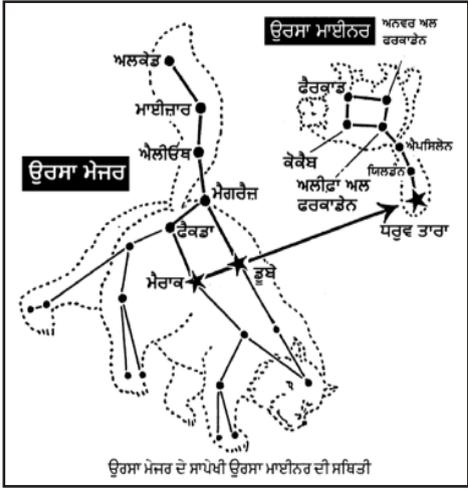 ਉਰਸਾ ਮਾਈਨਰ
ਅਨਵਰ ਅਲ
ਫਰਕਾਡੇਨ
ਅਲਕੇਡ
ਫੈਰਕਾਡ
ਮਾਈਜ਼ਾਰ
ਐਲੀਓਥ
ਐਪਸਿਲੋਨ
ਕੋਕੈਬ
ਯਿਲਡੋਨ
ਅਲੀਫ਼ਾ ਅਲ
ਫਰਕਾਡੇਨ
ਉਰਸਾ ਮੇਜਰ
ਮੈਗਰੈਜ਼
ਧਰੁਵ ਤਾਰਾ
ਫੈਕਡਾ
ਡੂਬੇ
ਮੈਰਾਕ
ਉਰਸਾ ਮੇਜਰ ਦੇ ਸਾਪੇਖੀ ਉਰਸਾ ਮਾਈਨਰ ਦੀ ਸਥਿਤੀ